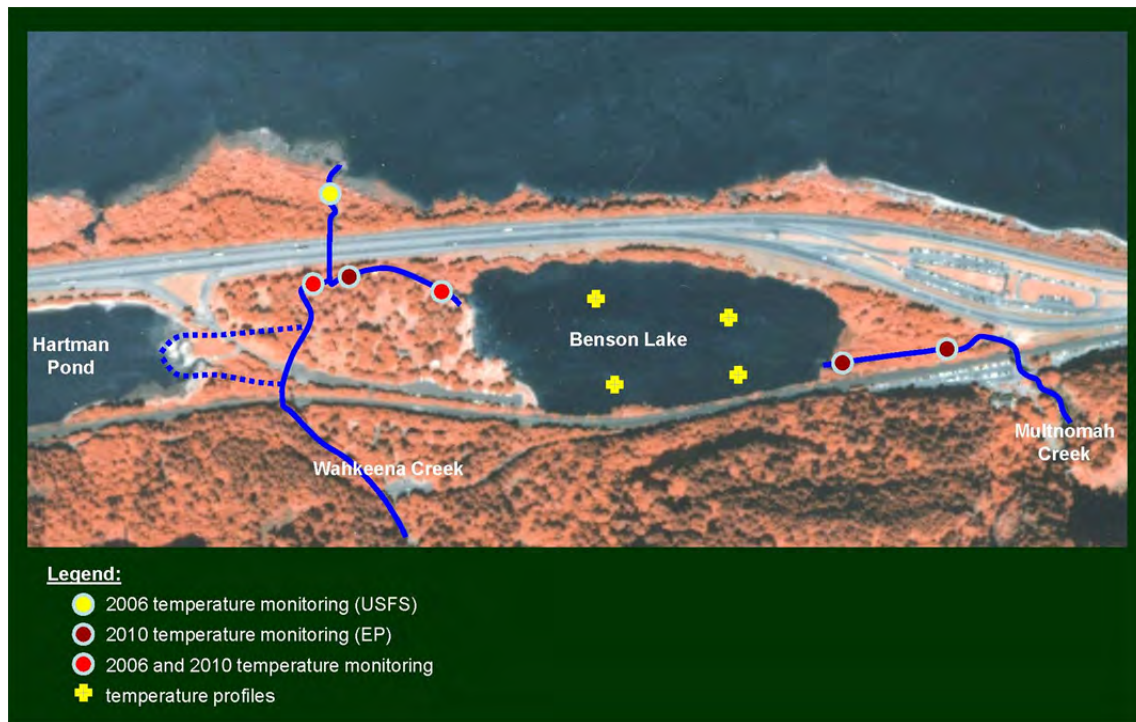 Hartman
Pond
Benson Lake
Multnomah
Creek
Wahkeena Creek
Legend:
2006 temperature monitoring (USFS)
2010 temperature monitoring (EP)
2006 and 2010 temperature monitoring
temperature profiles